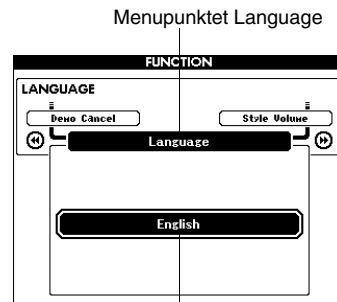 Menupunktet Language
FUNCTION
LANGUAGE
Demo Cancel
Style Volume
Language
English